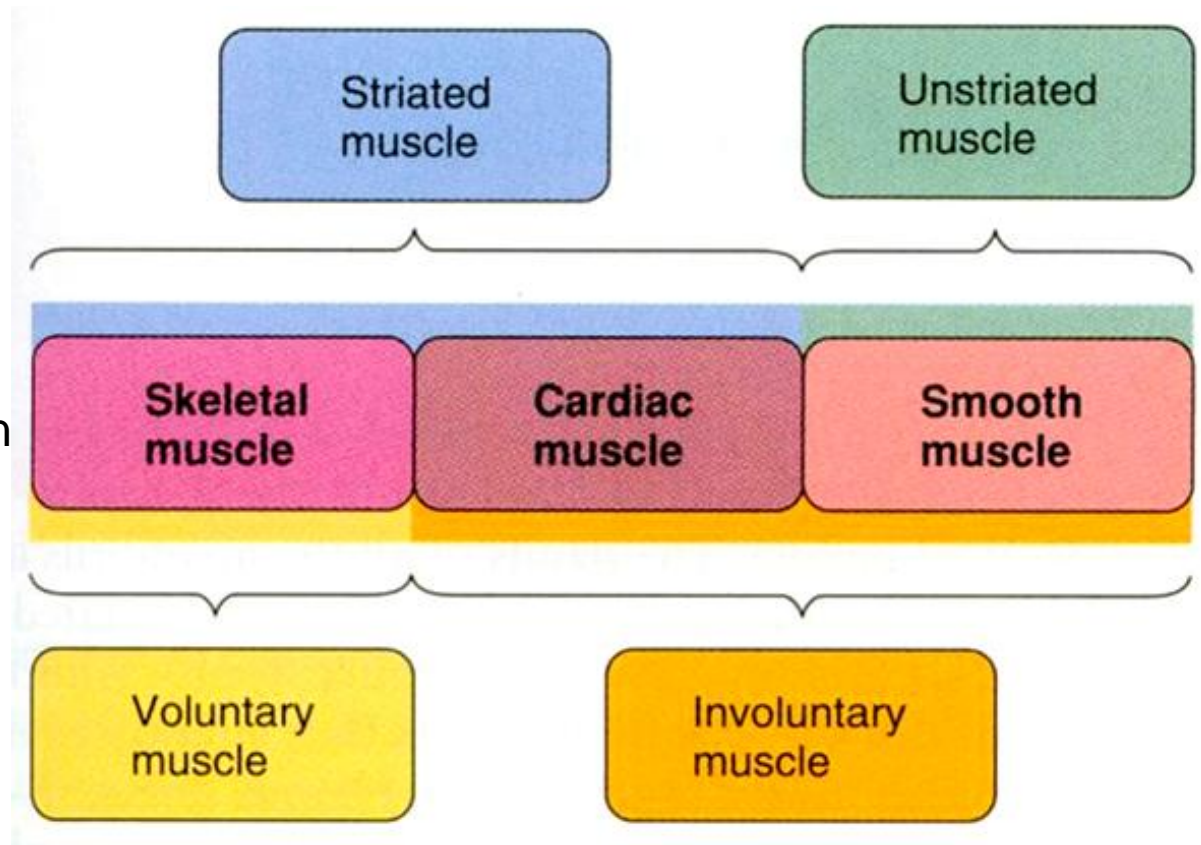 Striated
muscle
Unstriated
muscle
n
Skeletal
muscle
Cardiac
muscle
Smooth
muscle
Voluntary
muscle
Involuntary
muscle